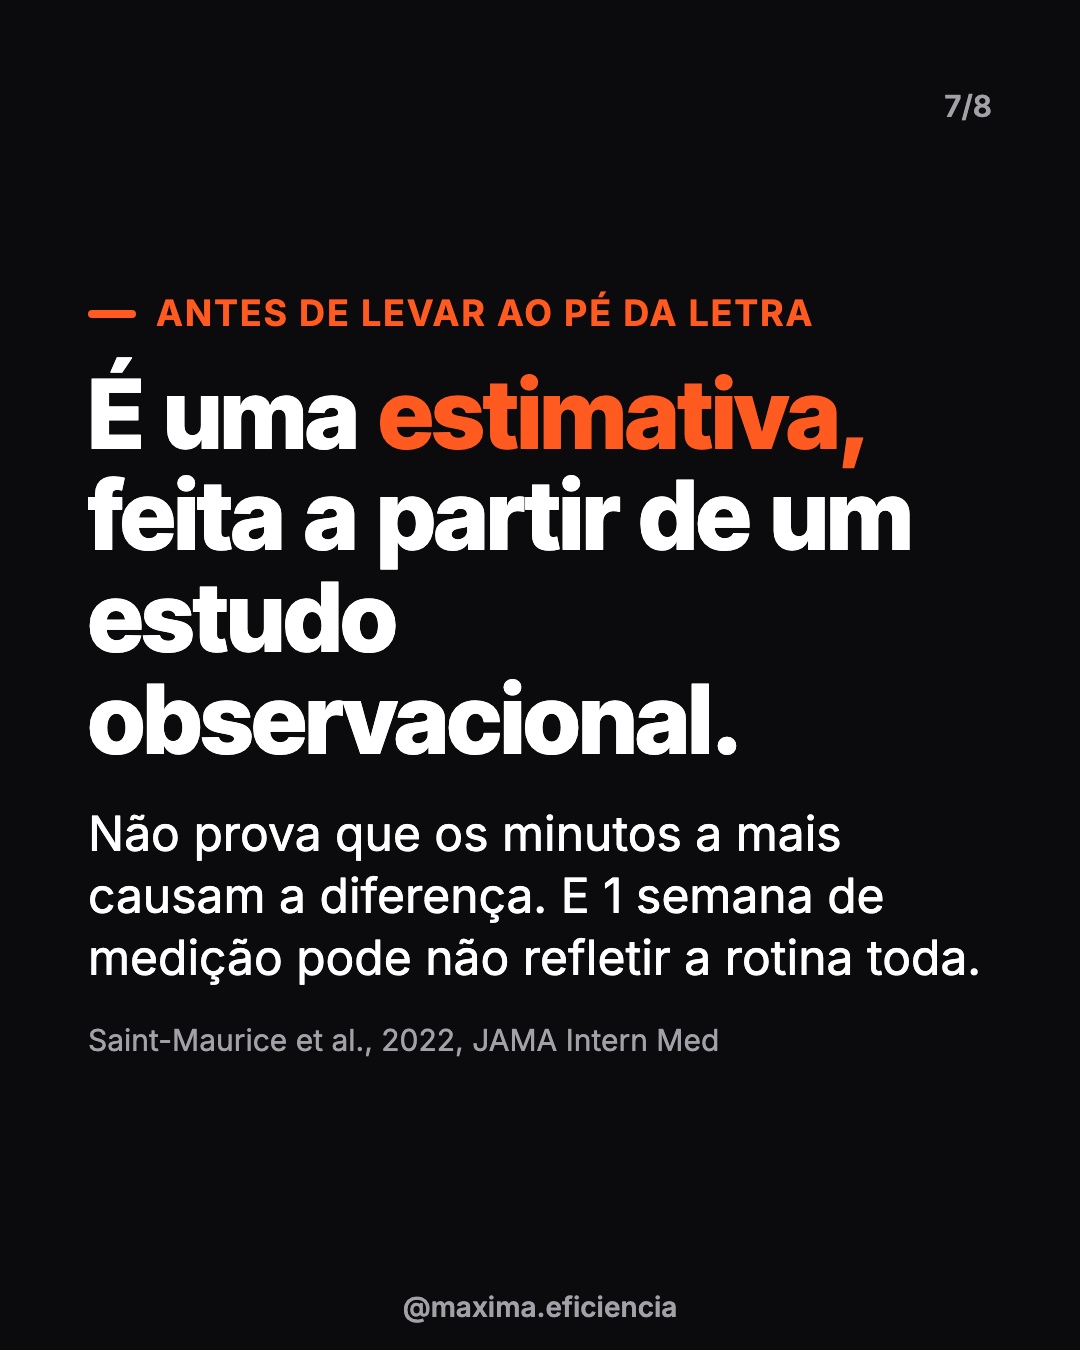 7/8
ANTES DE LEVAR AO PÉ DA LETRA
É uma estimativa,
feita a partir de um
estudo
observacional.
Não prova que os minutos a mais
causam a diferença. E 1 semana de
medição pode não refletir a rotina toda.
Saint-Maurice et al., 2022, JAMA Intern Med
@maxima.eficiencia